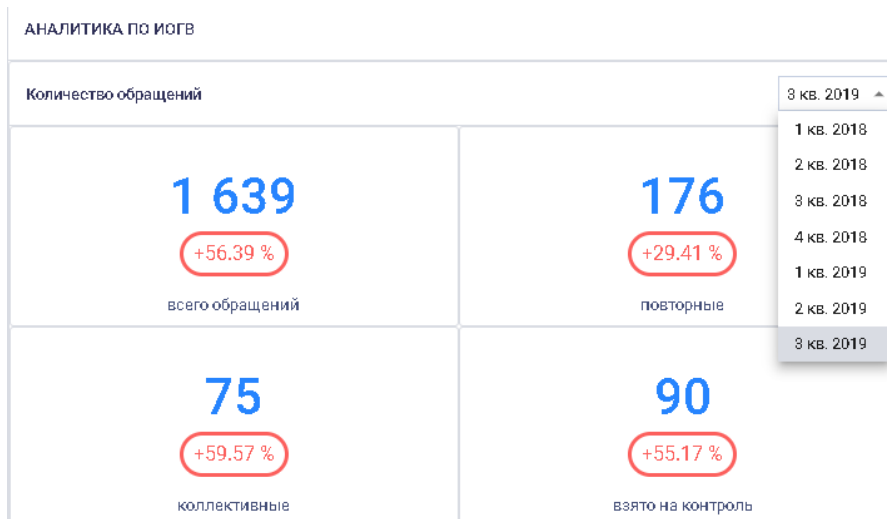 АНАЛИТИКА ПО ИОГВ
Количество обращений
3 кв. 2019
1 кв. 2018
2 кв. 2018
3 кв. 2018
4 кв. 2018
1 кв. 2019
2 кв. 2019
3 кв. 2019
1 639
+56.39 %
всего обращений
176
+29.41 %
повторные
75
+59.57 %
коллективные
90
+55.17 %
взято на контроль